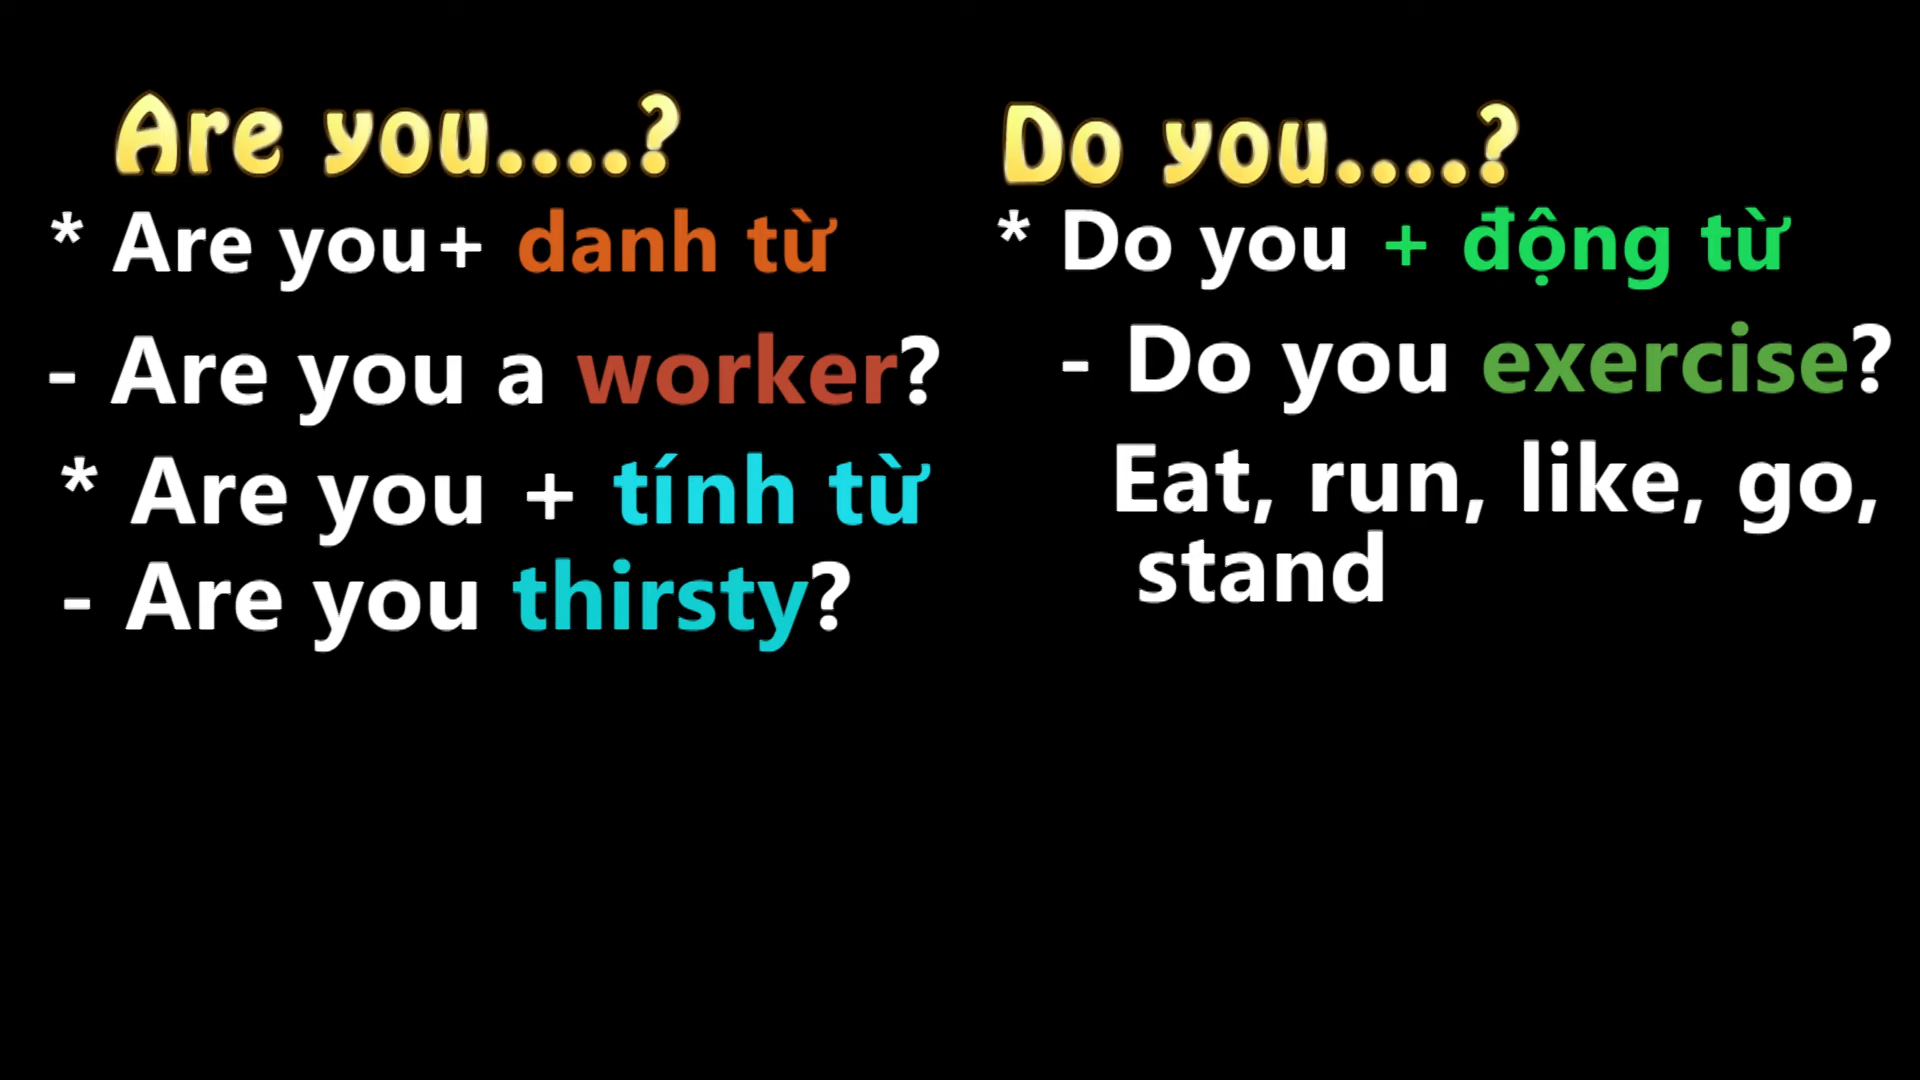 Are you....?
* Are you+ danh từ
- Are you a worker?
* Are you + tính từ
- Are you thirsty?
Do you....?
* Do you + động từ
- Do you exercise?
Eat, run, like, go,
stand